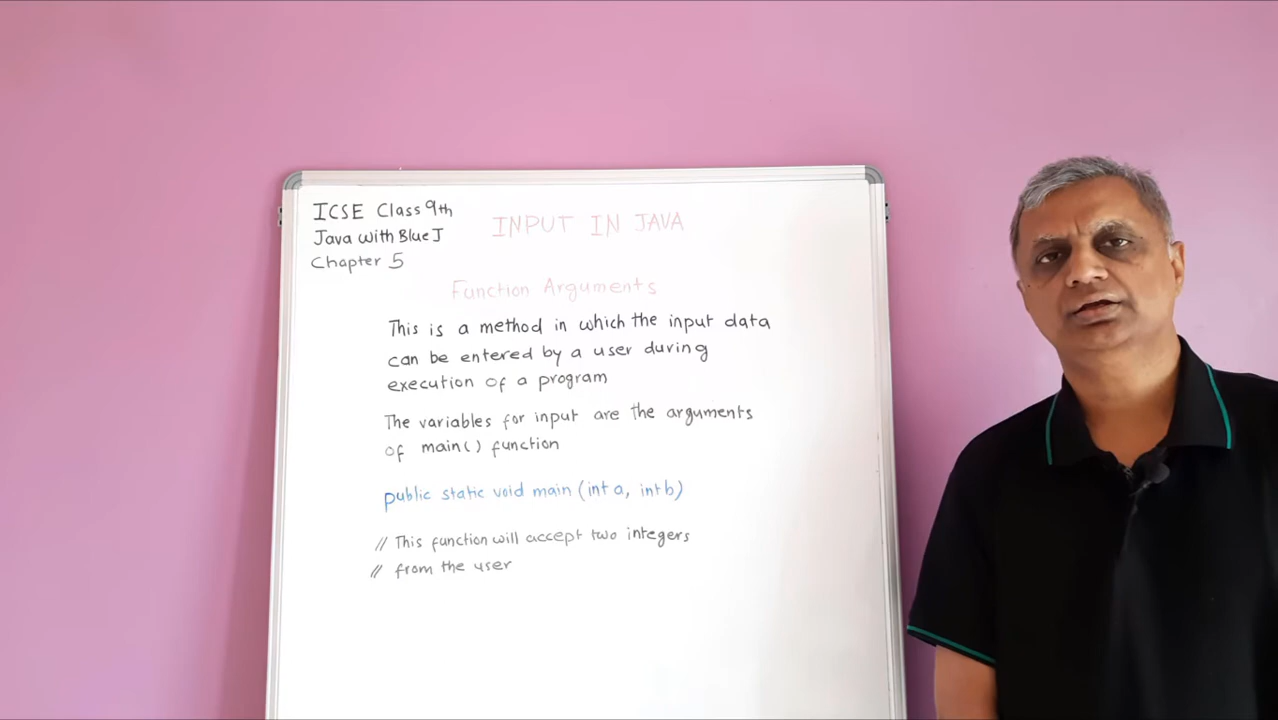 ICSE Class 9th
Java with BlueJ
Chapter 5
INPUT IN JAVA
Function Arguments
This is a method in which the input data
can be entered by a user during
execution of a program
The variables for input are the arguments
of main() function
public static void main (int a, int b)
// This function will accept two integers
// from the user